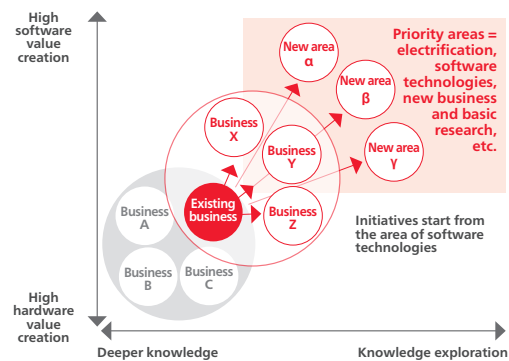 High
software
value
creation
New area
α
Priority areas =
electrification,
software
technologies,
new business
and basic
research,
etc.
New area
β
Business
X
Business
Y
New area
γ
Existing
business
Business
Z
Business
A
Initiatives start from
the area of software
technologies
Business
B
Business
C
High
hardware
value
creation
Deeper knowledge
Knowledge exploration